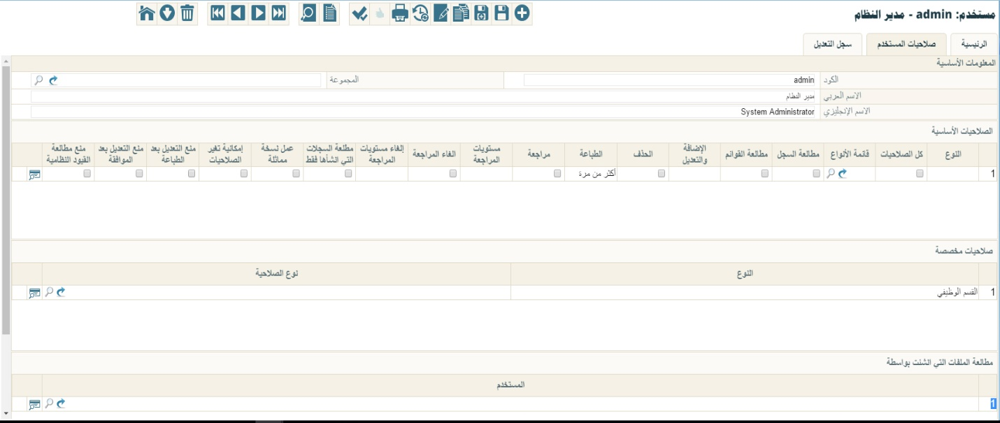 مستخدم: admin - مدير النظام
الرئيسية صلاحيات المستخدم سجل التعديل
المعلومات الأساسية
الكود admin المجموعة
الاسم العربي مدير النظام
الاسم الإنجليزي System Administrator
الصلاحيات الأساسية
النوع كل الصلاحيات قائمة الأنواع مطالعة السجل مطالعة القوائم الإضافة والتعديل الحذف الطباعة مراجعة مستويات المراجعة الغاء المراجعة إلغاء مستويات المراجعة مطلعة السجلات التي انشأها فقط عمل نسخة مماثلة إمكانية تغير الصلاحيات منع التعديل بعد الطباعة منع التعديل بعد الموافقة منع مطالعة القيود النظامية
1 أكثر من مرة
صلاحيات مخصصة
النوع نوع الصلاحية
1 القسم الوظيفي
مطالعة الملفات التي انشئت بواسطة
المستخدم
1